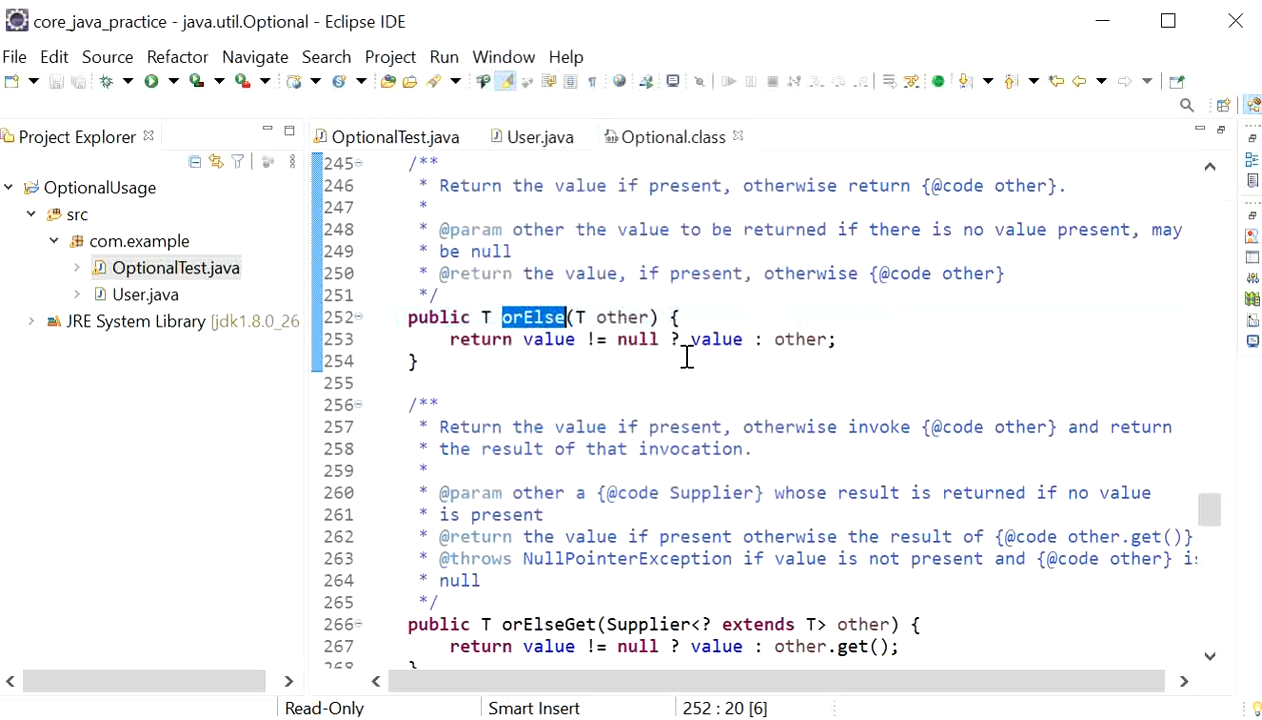 core_java_practice - java.util.Optional - Eclipse IDE
File Edit Source Refactor Navigate Search Project Run Window Help
Project Explorer
OptionalTest.java User.java Optional.class
OptionalUsage
src
com.example
OptionalTest.java
User.java
JRE System Library [jdk1.8.0_26
245 /**
246 * Return the value if present, otherwise return {@code other}.
247 *
248 * @param other the value to be returned if there is no value present, may
249 * be null
250 * @return the value, if present, otherwise {@code other}
251 */
252 public T orElse(T other) {
253 return value != null ? value : other;
254 }
255
256 /**
257 * Return the value if present, otherwise invoke {@code other} and return
258 * the result of that invocation.
259 *
260 * @param other a {@code Supplier} whose result is returned if no value
261 * is present
262 * @return the value if present otherwise the result of {@code other.get()}
263 * @throws NullPointerException if value is not present and {@code other} is
264 * null
265 */
266 public T orElseGet(Supplier<? extends T> other) {
267 return value != null ? value : other.get();
268 }
Read-Only Smart Insert 252 : 20 [6]